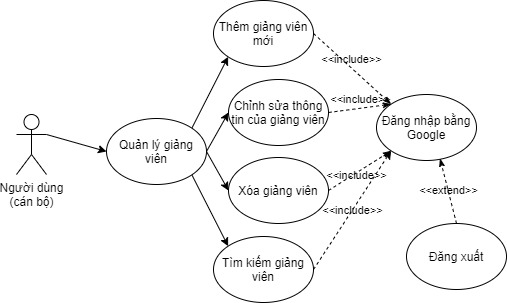 Thêm giảng viên
mới
<<include>>
Chỉnh sửa thông
tin của giảng viên
<<include>>
Đăng nhập bằng
Google
Quản lý giảng
viên
Người dùng
(cán bộ)
Xóa giảng viên
<<include>>
<<extend>>
<<include>>
Tìm kiếm giảng
viên
Đăng xuất